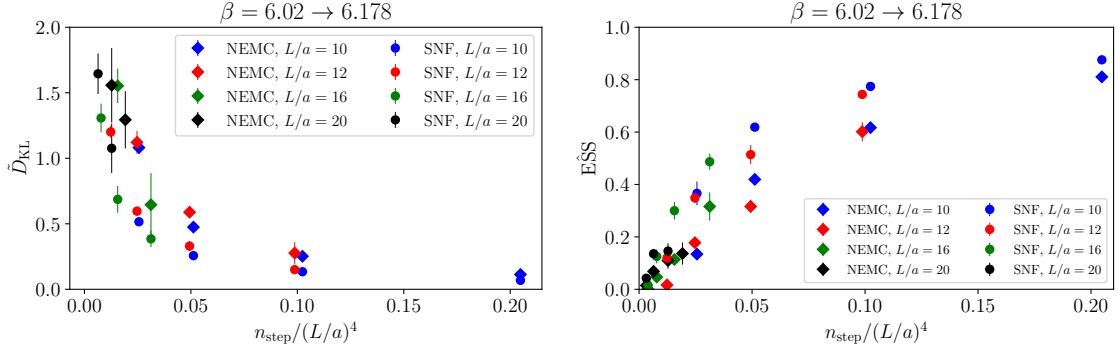 β = 6.02 → 6.178
2.0
1.5
1.0
0.5
0.0
D̃_KL
NEMC, L/a = 10
NEMC, L/a = 12
NEMC, L/a = 16
NEMC, L/a = 20
SNF, L/a = 10
SNF, L/a = 12
SNF, L/a = 16
SNF, L/a = 20
0.00 0.05 0.10 0.15 0.20
n_step/(L/a)^4
β = 6.02 → 6.178
1.0
0.8
0.6
0.4
0.2
0.0
ÊSS
NEMC, L/a = 10
NEMC, L/a = 12
NEMC, L/a = 16
NEMC, L/a = 20
SNF, L/a = 10
SNF, L/a = 12
SNF, L/a = 16
SNF, L/a = 20
0.00 0.05 0.10 0.15 0.20
n_step/(L/a)^4